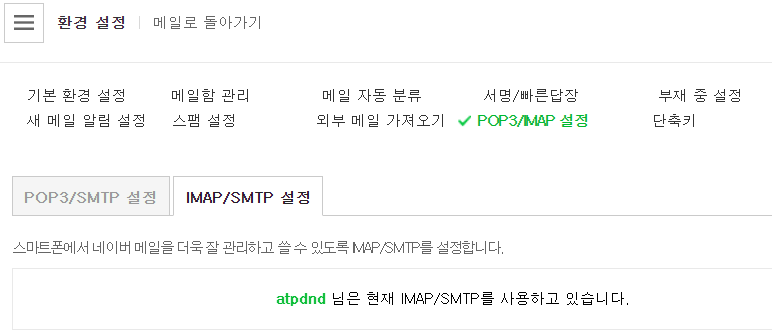 환경 설정 메일로 돌아가기
기본 환경 설정 메일함 관리 메일 자동 분류 서명/빠른답장 부재 중 설정
새 메일 알림 설정 스팸 설정 외부 메일 가져오기 POP3/IMAP 설정 단축키
POP3/SMTP 설정 IMAP/SMTP 설정
스마트폰에서 네이버 메일을 더욱 잘 관리하고 쓸 수 있도록 IMAP/SMTP를 설정합니다.
atpdnd 님은 현재 IMAP/SMTP를 사용하고 있습니다.